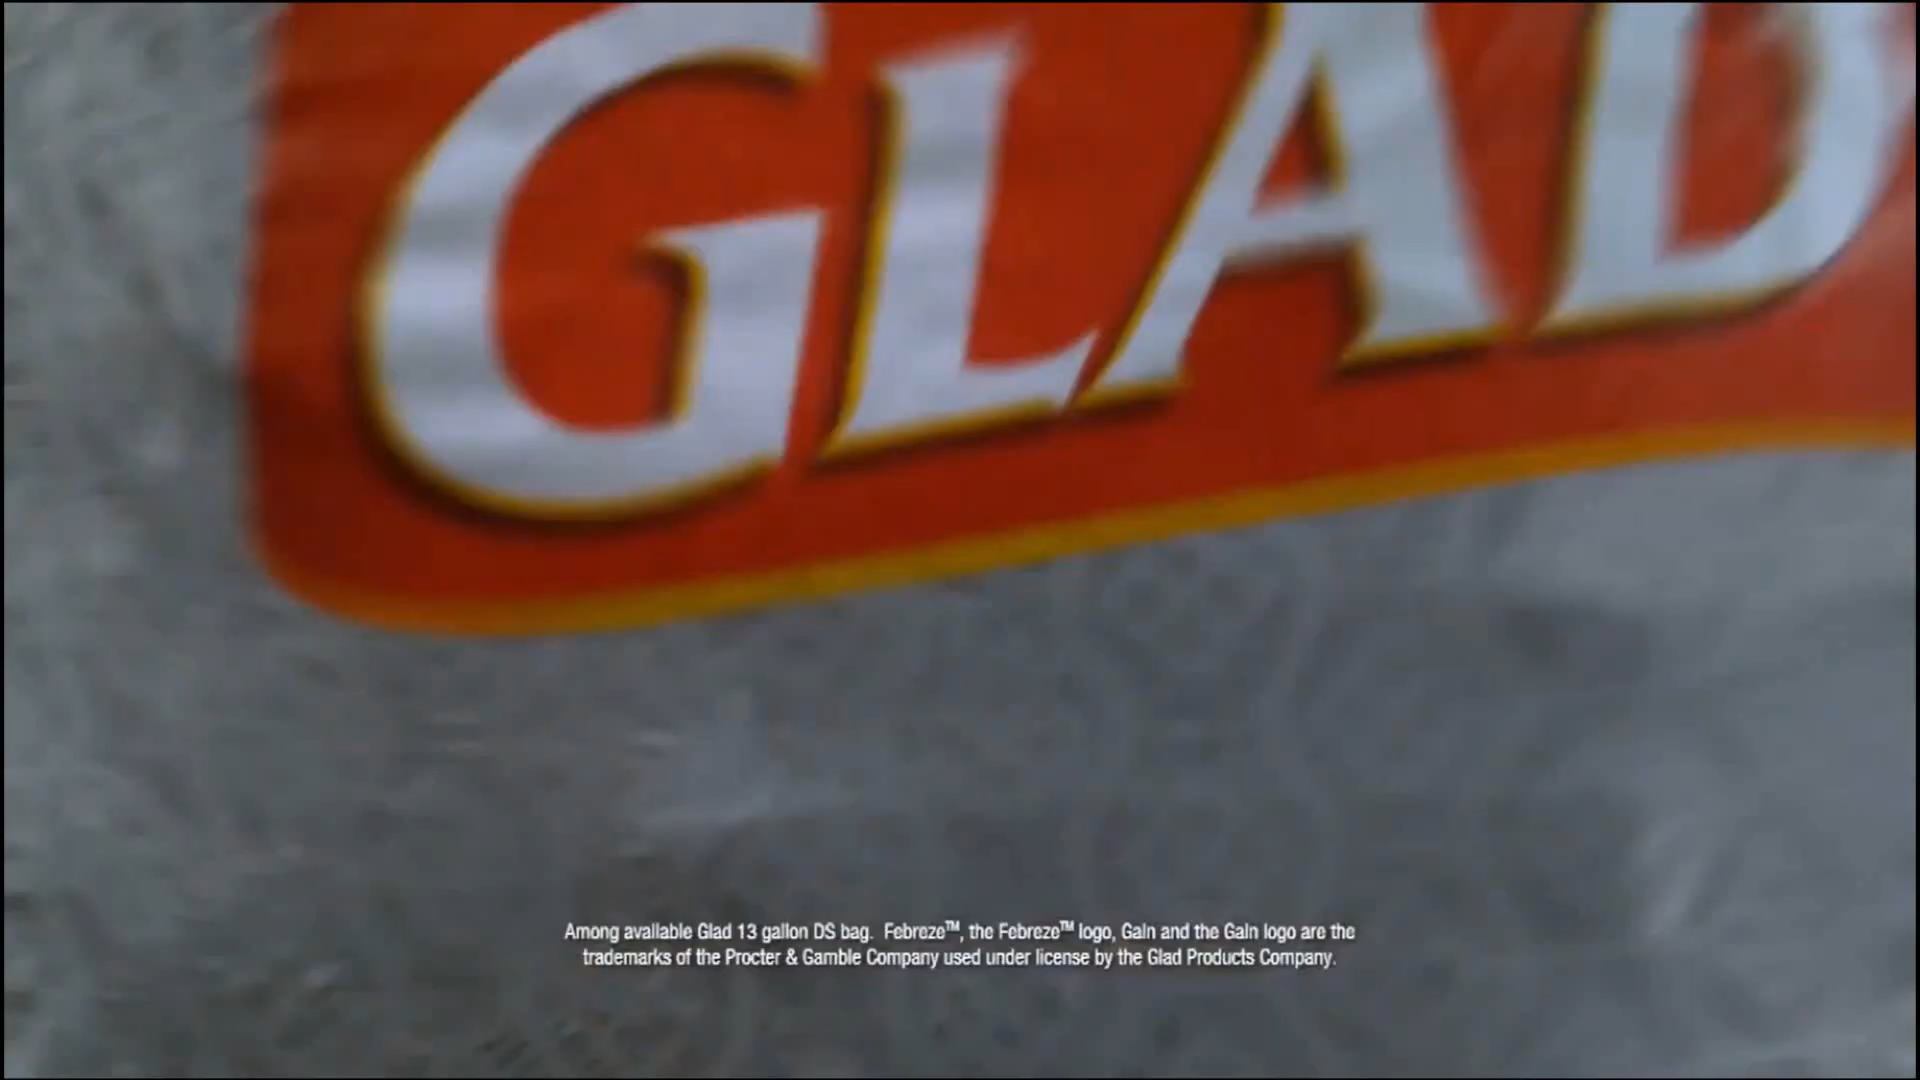 GLAD
Among available Glad 13 gallon DS bag. Febreze™, the Febreze™ logo, Gain and the Gain logo are the
trademarks of the Procter & Gamble Company used under license by the Glad Products Company.